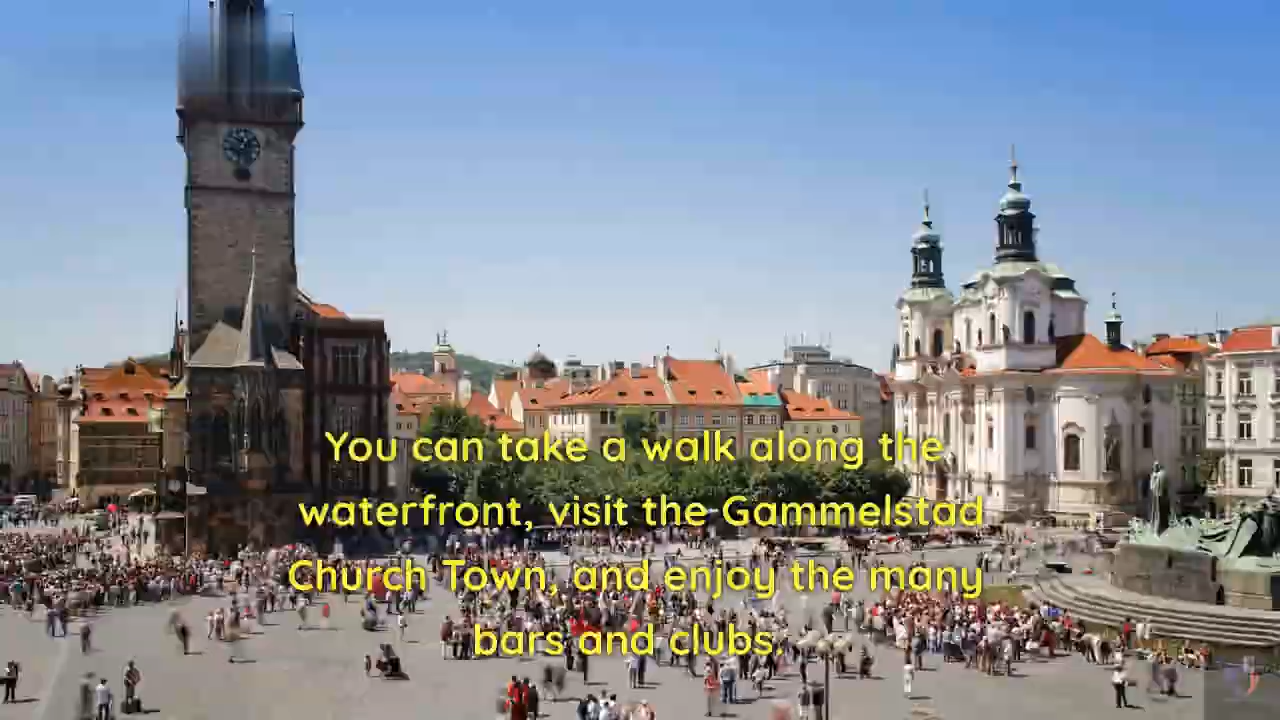 You can take a walk along the
waterfront, visit the Gammelstad
Church Town, and enjoy the many
bars and clubs.